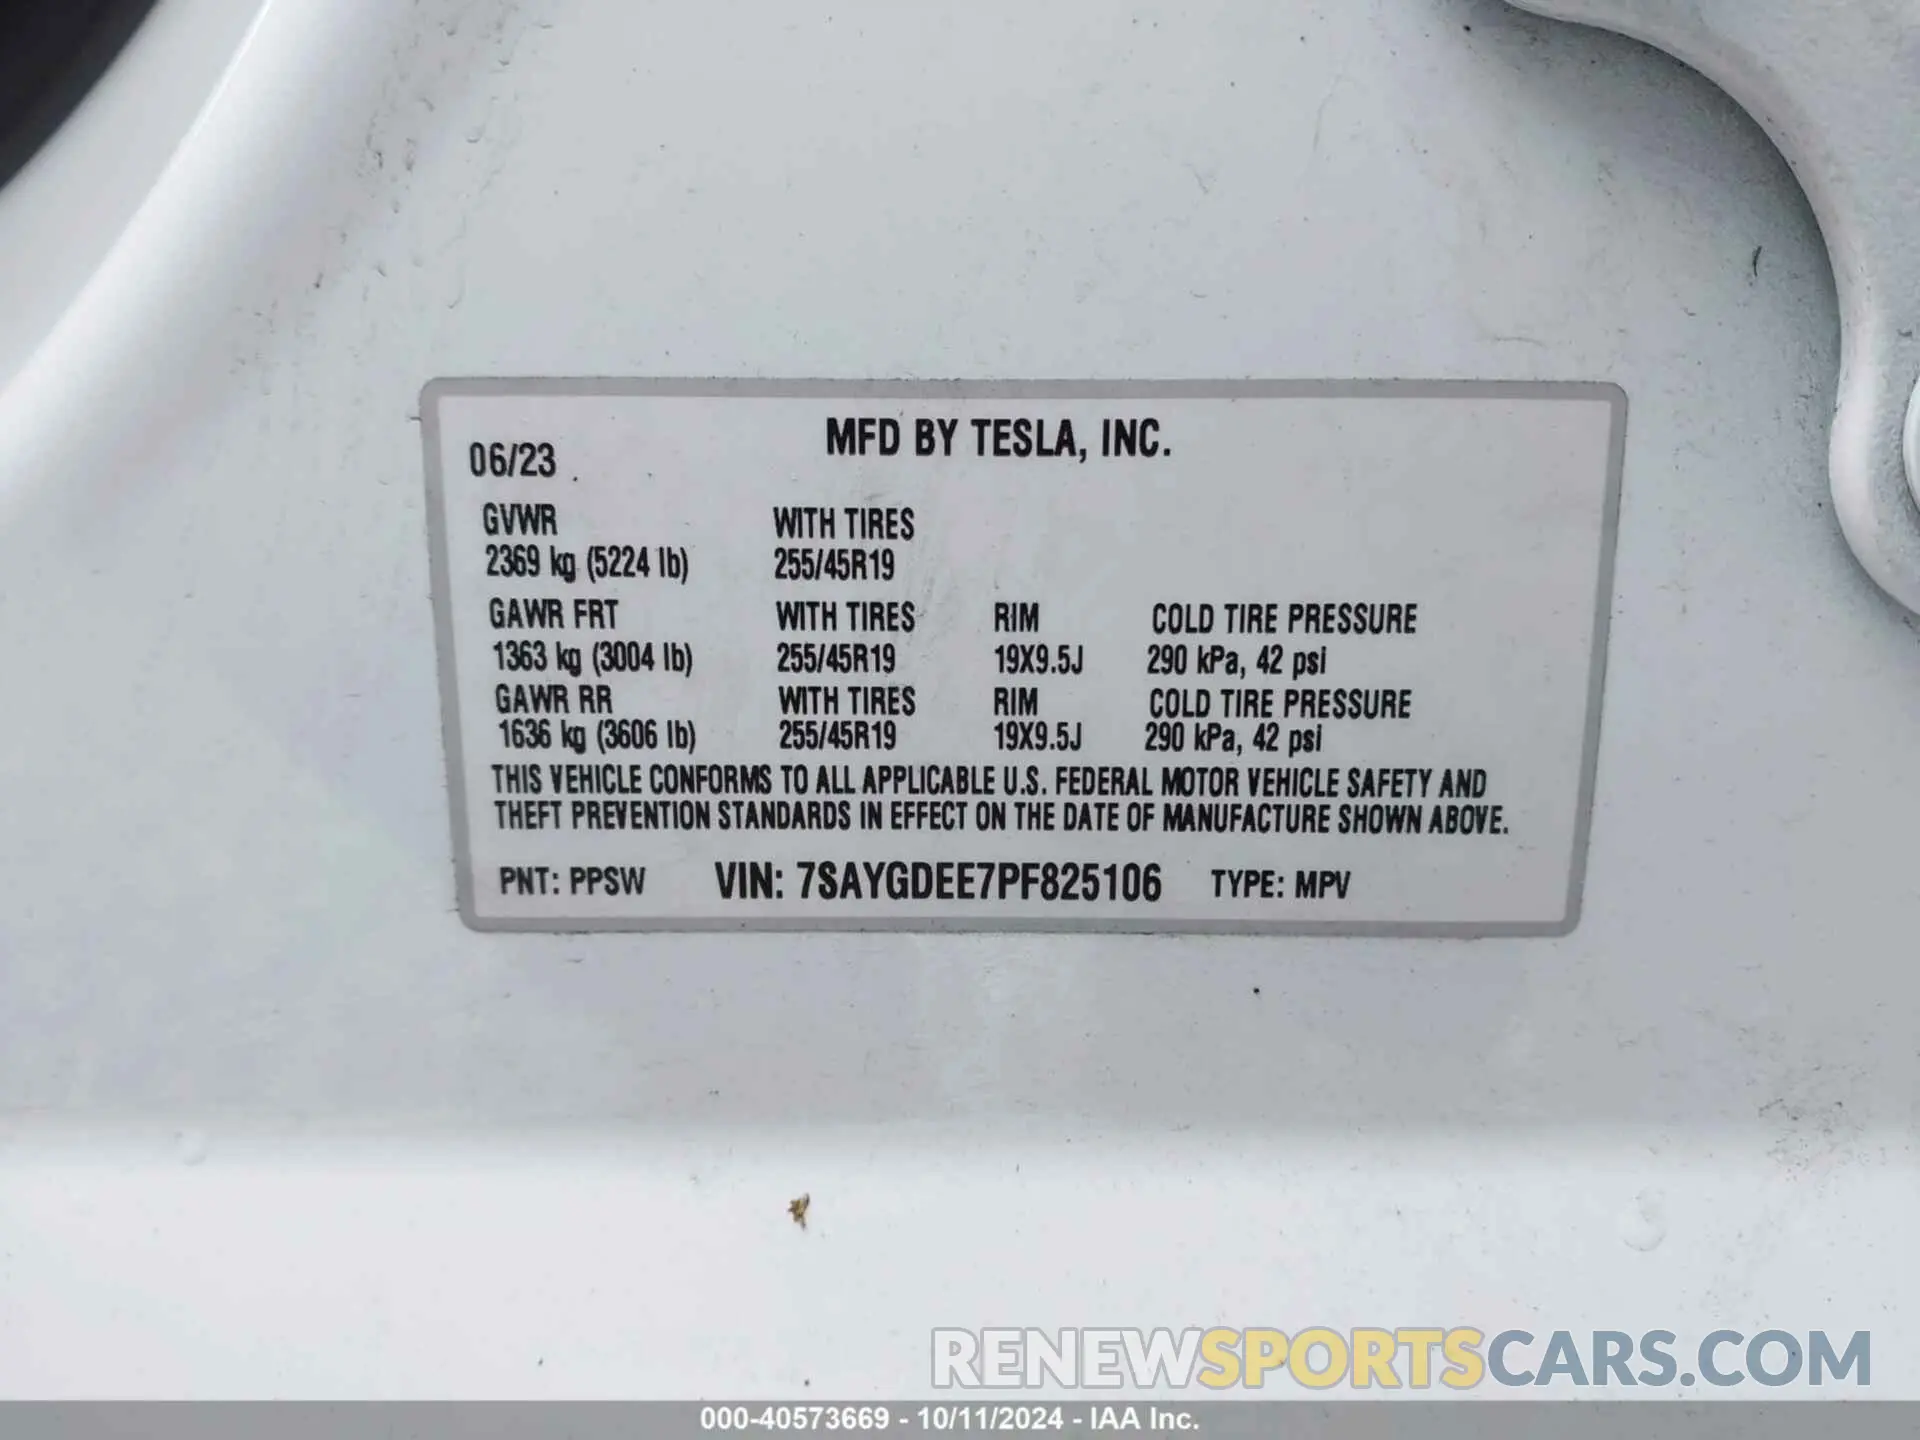 MFD BY TESLA, INC.
06/23
GVWR WITH TIRES
2369 kg (5224 lb) 255/45R19
GAWR FRT WITH TIRES RIM COLD TIRE PRESSURE
1363 kg (3004 lb) 255/45R19 19X9.5J 290 kPa, 42 psi
GAWR RR WITH TIRES RIM COLD TIRE PRESSURE
1636 kg (3606 lb) 255/45R19 19X9.5J 290 kPa, 42 psi
THIS VEHICLE CONFORMS TO ALL APPLICABLE U.S. FEDERAL MOTOR VEHICLE SAFETY AND
THEFT PREVENTION STANDARDS IN EFFECT ON THE DATE OF MANUFACTURE SHOWN ABOVE.
PNT: PPSW VIN: 7SAYGDEE7PF825106 TYPE: MPV
RENEWSPORTSCARS.COM
000-40573669 - 10/11/2024 - IAA Inc.